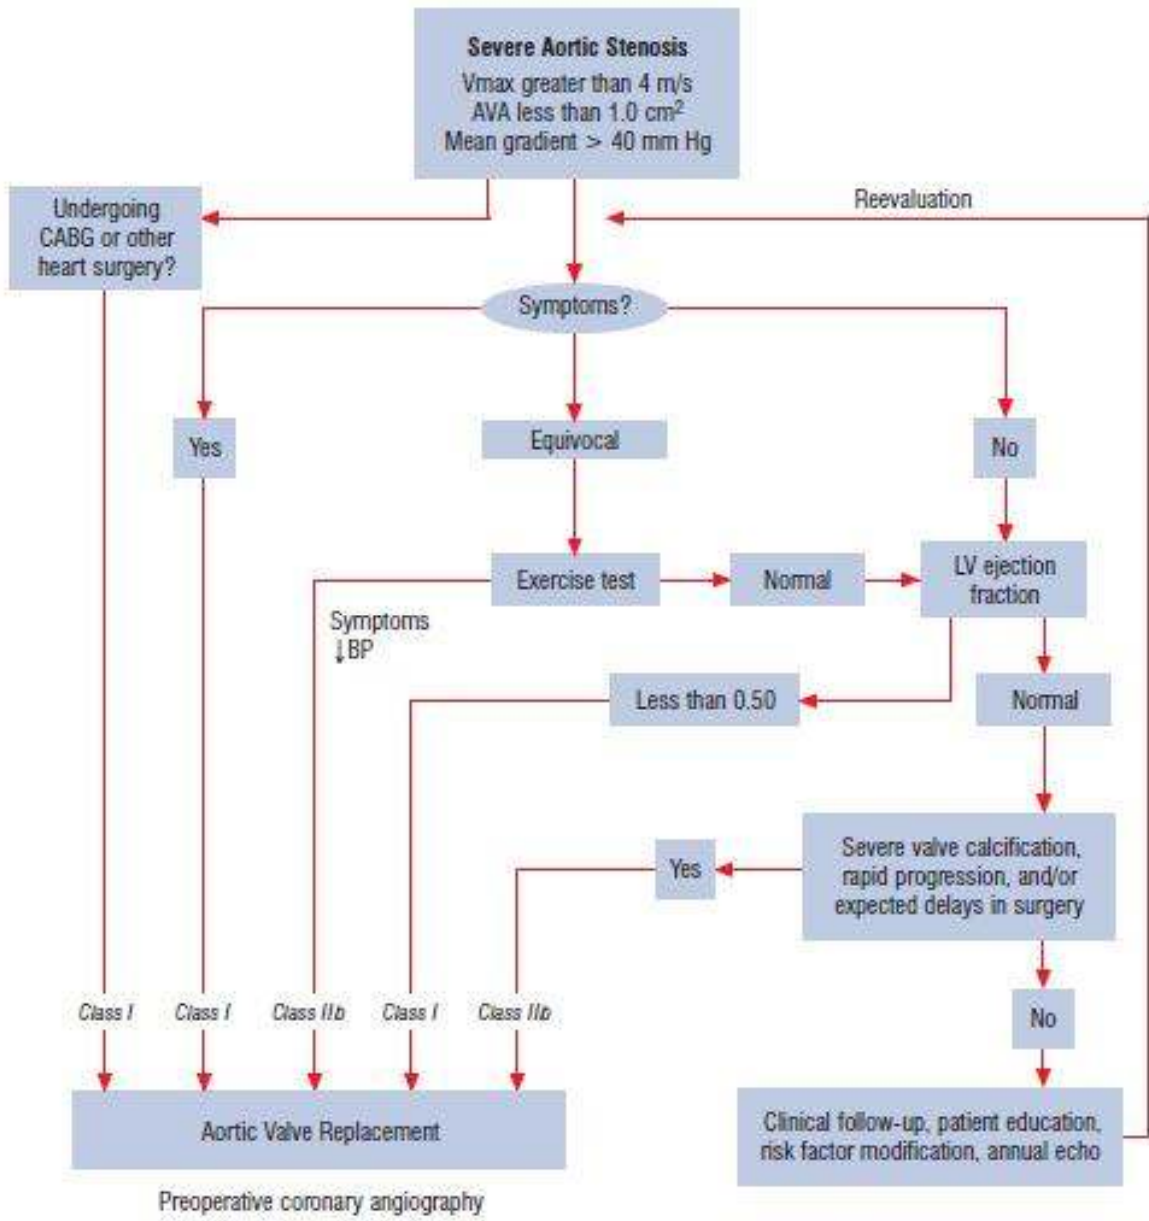 Severe Aortic Stenosis
Vmax greater than 4 m/s
AVA less than 1.0 cm²
Mean gradient > 40 mm Hg
Undergoing
CABG or other
heart surgery?
Reevaluation
Symptoms?
Yes
Equivocal
No
Exercise test
Normal
LV ejection
fraction
Symptoms
↓BP
Less than 0.50
Normal
Severe valve calcification,
rapid progression, and/or
expected delays in surgery
Yes
No
Class I
Class I
Class IIb
Class I
Class IIb
Aortic Valve Replacement
Clinical follow-up, patient education,
risk factor modification, annual echo
Preoperative coronary angiography